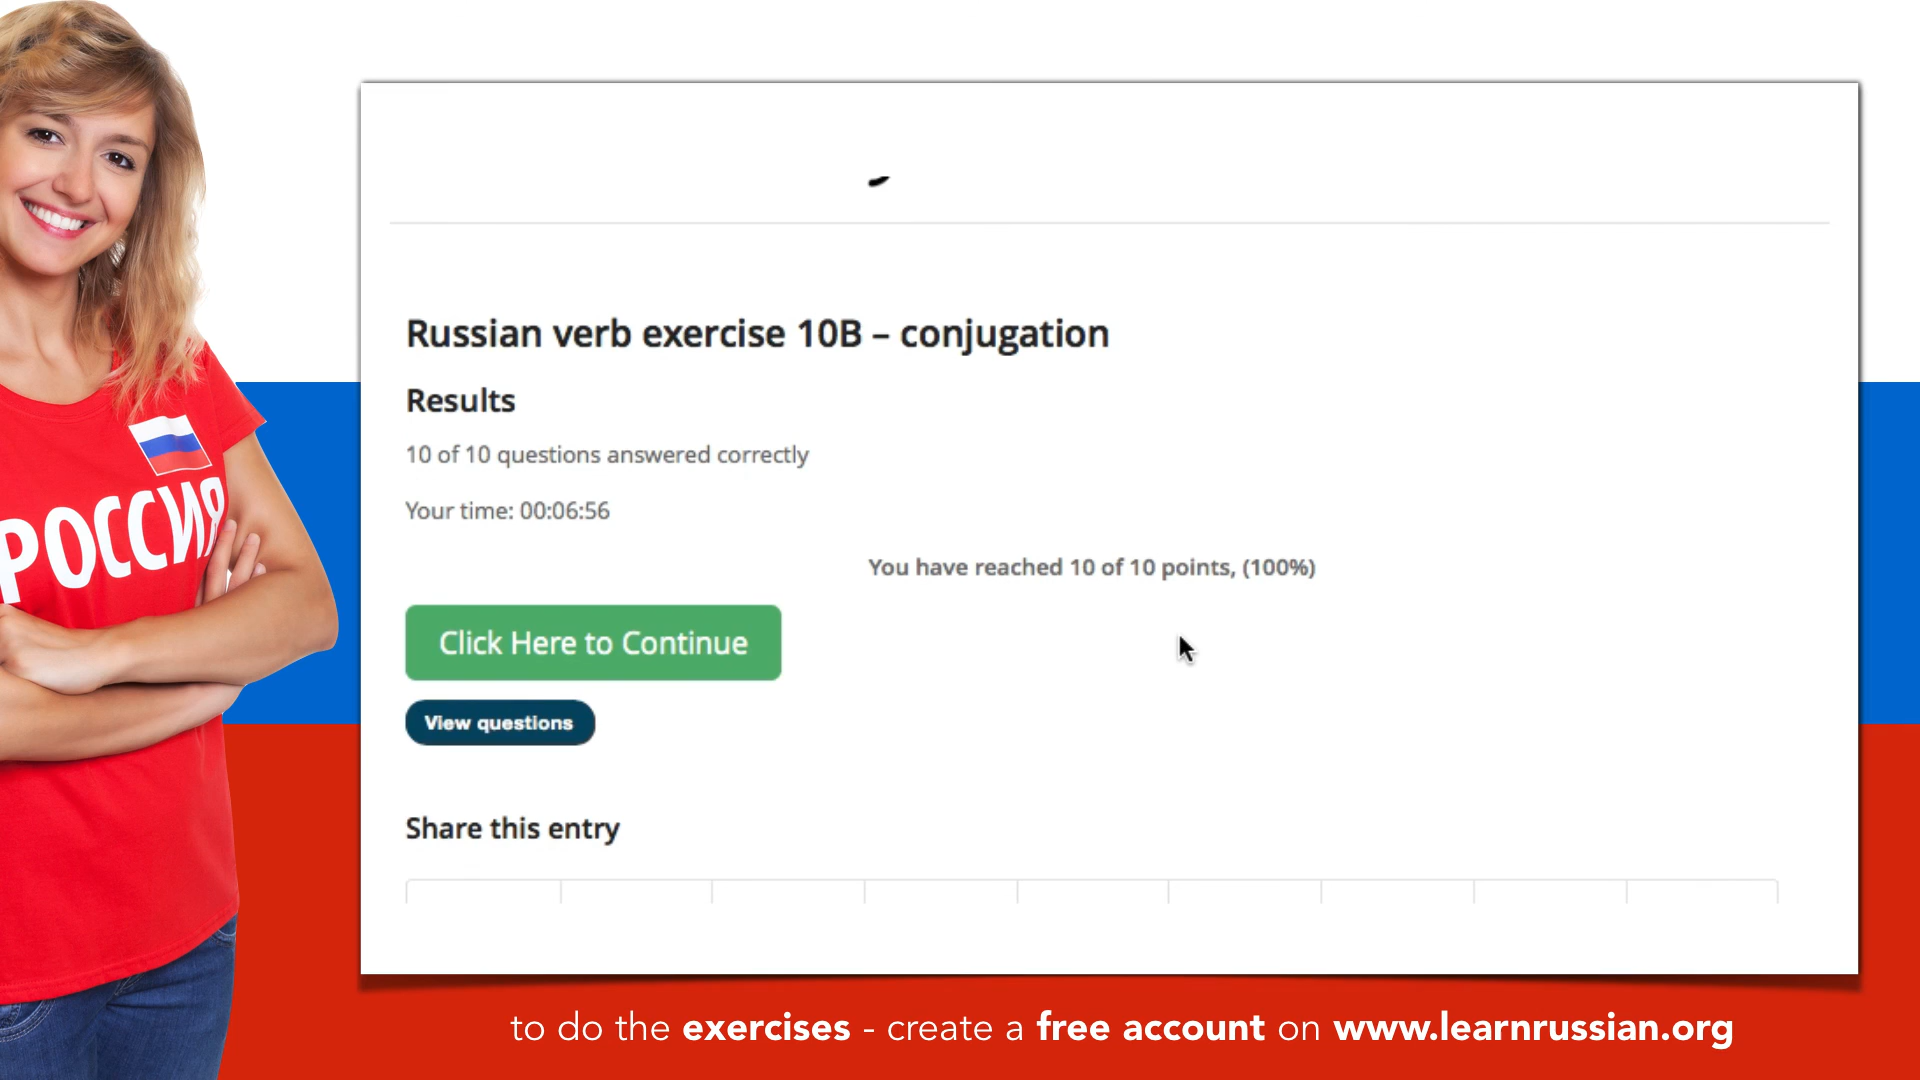 РОССИЯ
Russian verb exercise 10B – conjugation
Results
10 of 10 questions answered correctly
Your time: 00:06:56
You have reached 10 of 10 points, (100%)
Click Here to Continue
View questions
Share this entry
to do the exercises - create a free account on www.learnrussian.org